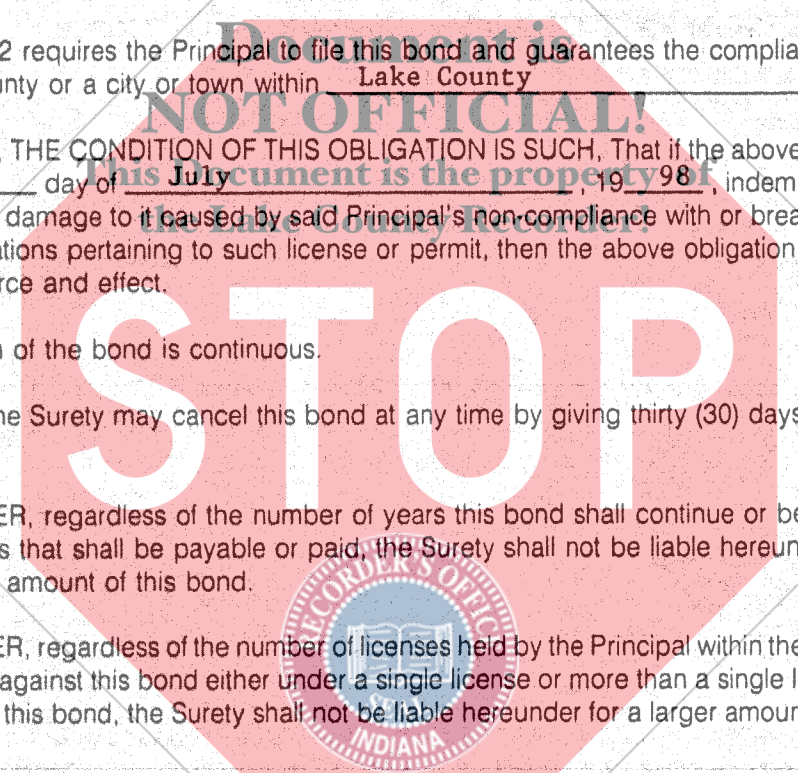 Document is
2 requires the Principal to file this bond and guarantees the complia
unty or a city or town within Lake County
NOT OFFICIAL!
, THE CONDITION OF THIS OBLIGATION IS SUCH, That if the above
This Document is the property of
day of July , 19 98 , indem
the Lake County Recorder!
damage to it caused by said Principal's non-compliance with or brea
ations pertaining to such license or permit, then the above obligation
rce and effect.
STOP
of the bond is continuous.
ne Surety may cancel this bond at any time by giving thirty (30) days
ER, regardless of the number of years this bond shall continue or be
s that shall be payable or paid, the Surety shall not be liable hereun
amount of this bond.
RECORDER'S OFFIC
ER, regardless of the number of licenses held by the Principal within the
against this bond either under a single license or more than a single l
SEAL
this bond, the Surety shall not be liable hereunder for a larger amour
INDIANA